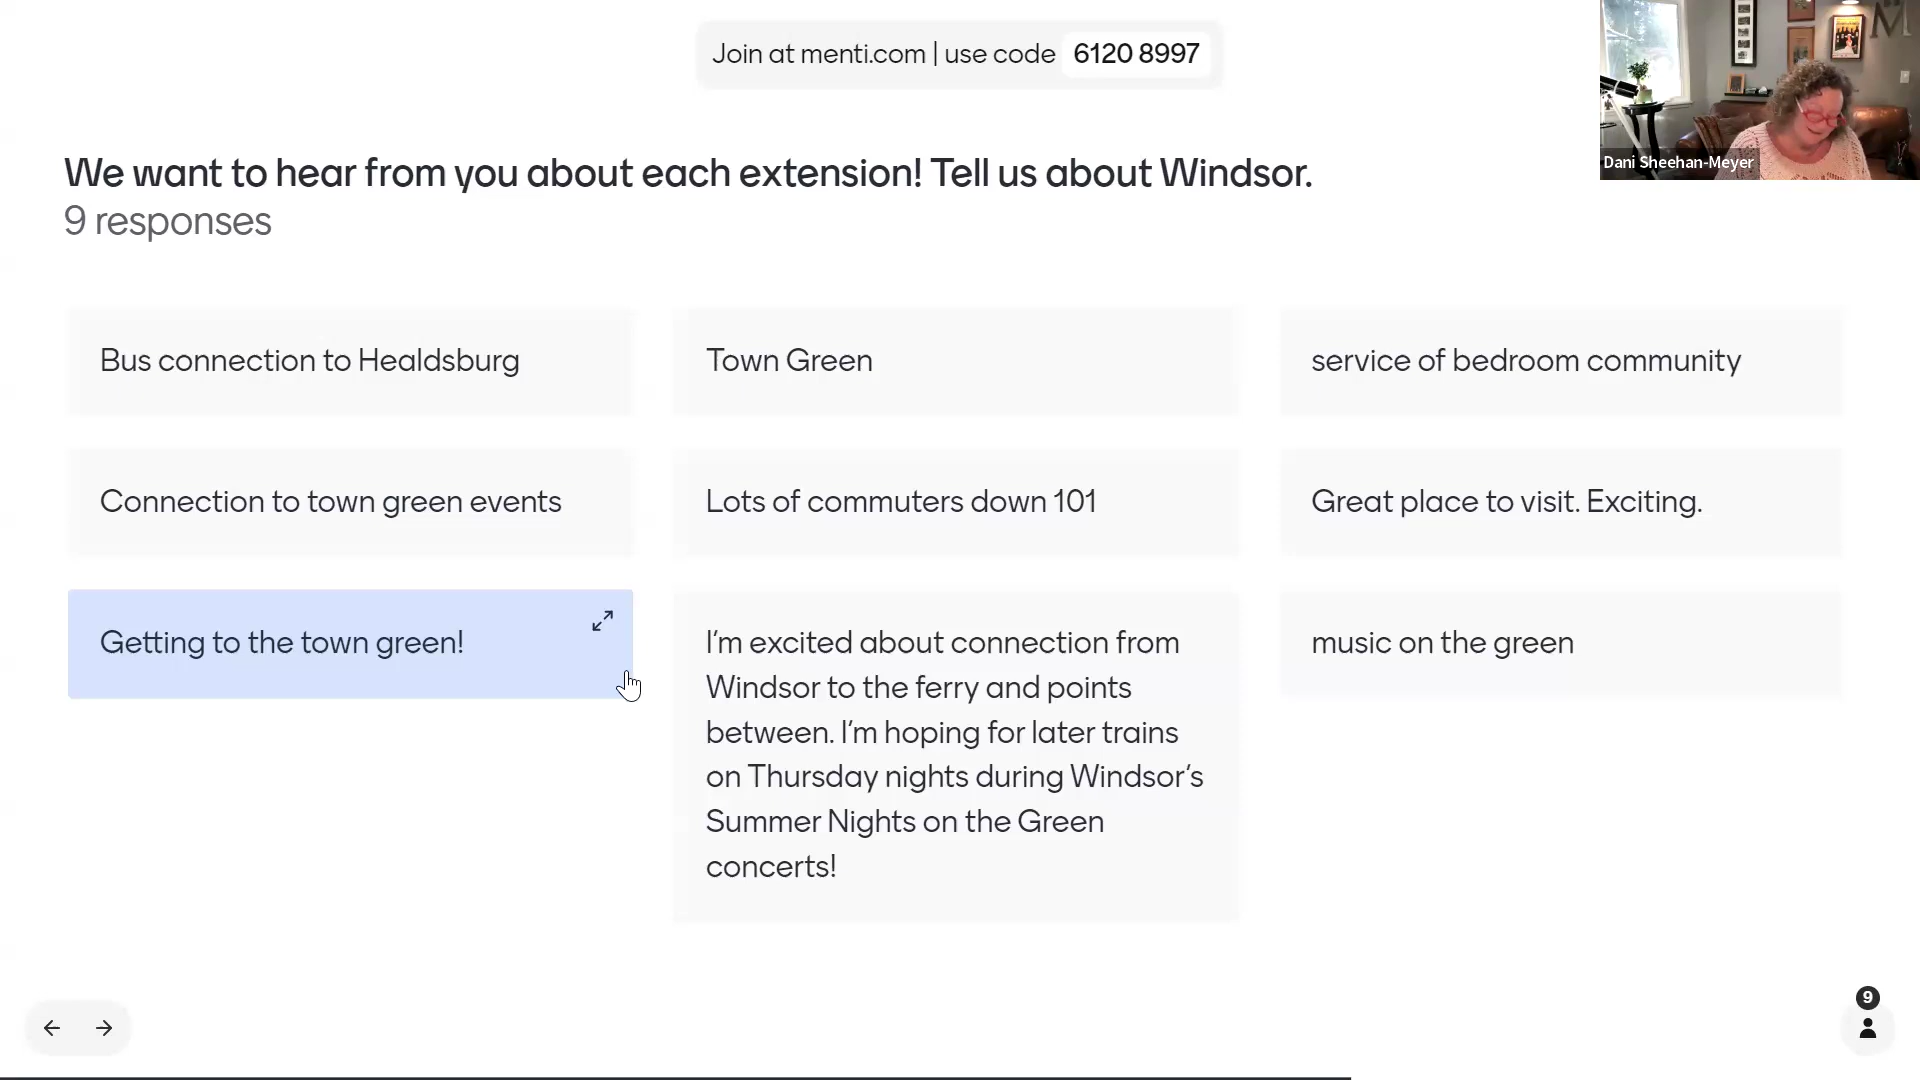 Join at menti.com | use code 6120 8997
Dani Sheehan-Meyer
We want to hear from you about each extension! Tell us about Windsor.
9 responses
Bus connection to Healdsburg
Town Green
service of bedroom community
Connection to town green events
Lots of commuters down 101
Great place to visit. Exciting.
Getting to the town green!
I'm excited about connection from
Windsor to the ferry and points
between. I'm hoping for later trains
on Thursday nights during Windsor's
Summer Nights on the Green
concerts!
music on the green
9